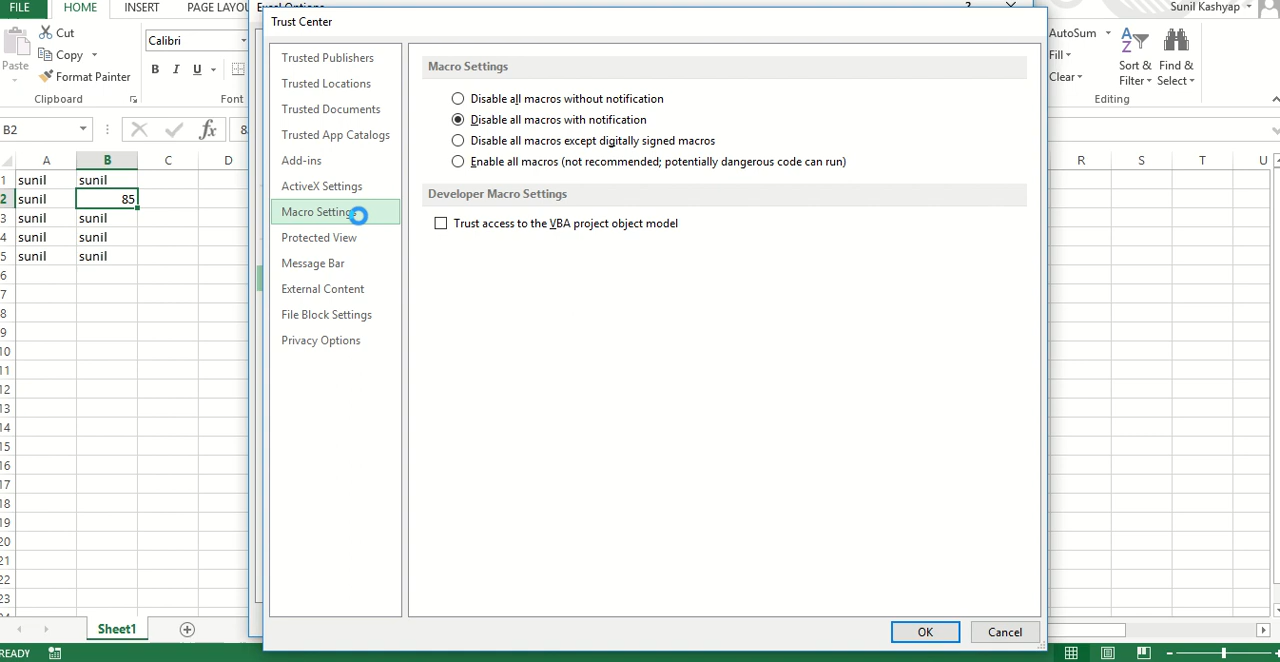 FILE HOME INSERT PAGE LAYOU Excel Options ? Sunil Kashyap
Trust Center
Cut
Copy
Format Painter
Paste
Clipboard
Calibri
B I U
Font
AutoSum
Fill
Clear
Sort & Filter
Find & Select
Editing
B2 fx 8
A B C D R S T U
1 sunil sunil
2 sunil 85
3 sunil sunil
4 sunil sunil
5 sunil sunil
6
7
8
9
10
11
12
13
14
15
16
17
18
19
20
21
22
23
Trusted Publishers
Trusted Locations
Trusted Documents
Trusted App Catalogs
Add-ins
ActiveX Settings
Macro Settings
Protected View
Message Bar
External Content
File Block Settings
Privacy Options
Macro Settings
Disable all macros without notification
Disable all macros with notification
Disable all macros except digitally signed macros
Enable all macros (not recommended; potentially dangerous code can run)
Developer Macro Settings
Trust access to the VBA project object model
OK Cancel
Sheet1
READY